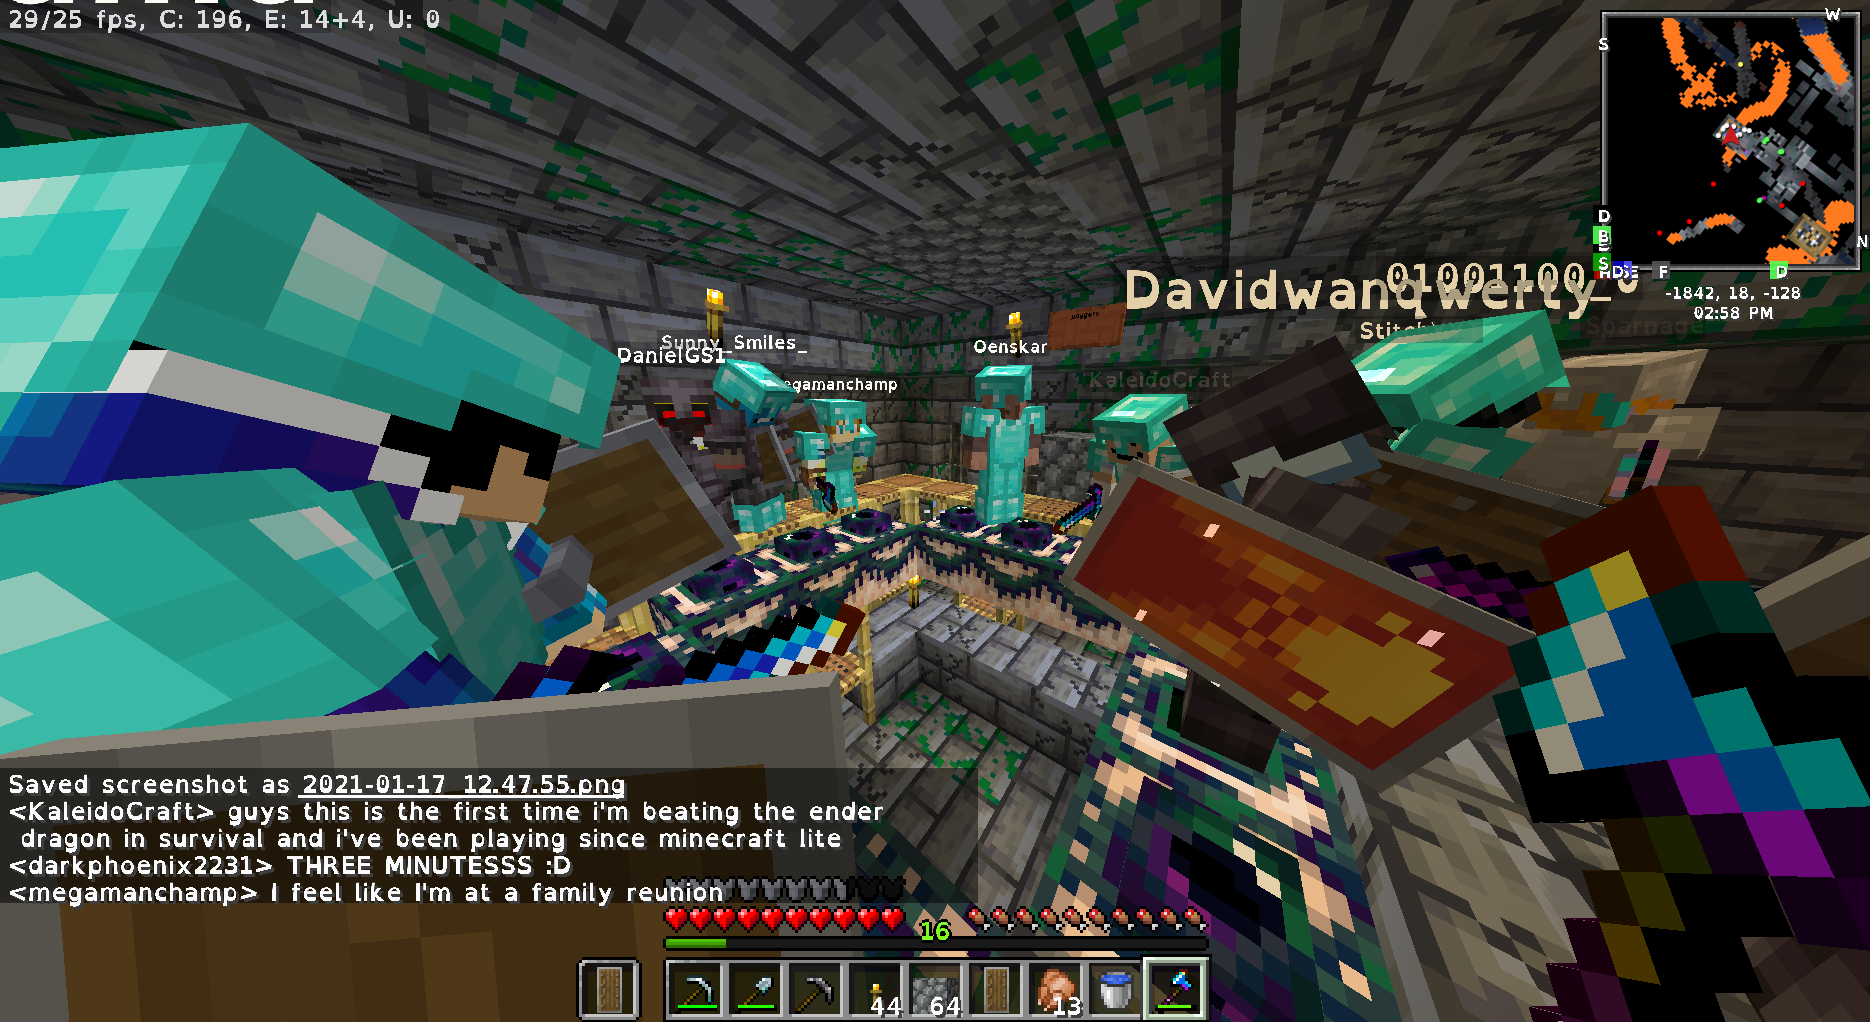 29/25 fps, C: 196, E: 14+4, U: 0
W
S
D
B
S
N
F
D
-1842, 18, -128
02:58 PM
01001100_0
Davidwanqwerty_
Sparnage
Sunny_Smiles_
DanielGS1
poggers
Oenskar
egamanchamp
KaleidoCraft
Saved screenshot as 2021-01-17_12.47.55.png
<KaleidoCraft> guys this is the first time i'm beating the ender
dragon in survival and i've been playing since minecraft lite
<darkphoenix2231> THREE MINUTESSS :D
<megamanchamp> I feel like I'm at a family reunion
16
44
64
13